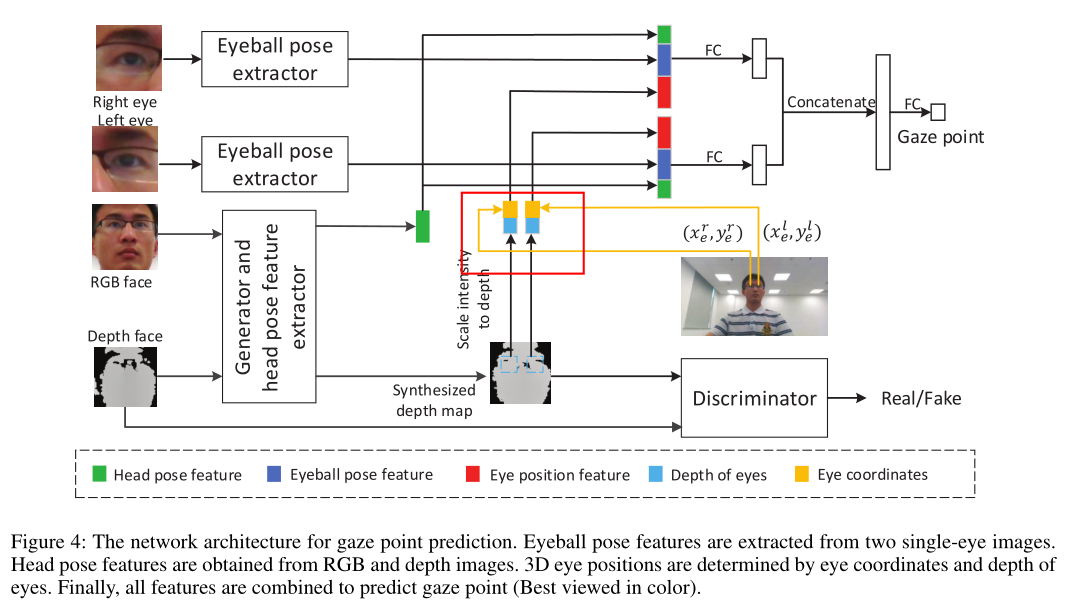 Eyeball pose
extractor
Right eye
Left eye
Eyeball pose
extractor
FC
Concatenate
FC
Gaze point
FC
RGB face
Generator and
head pose feature
extractor
Scale intensity
to depth
(x_e^r, y_e^r)
(x_e^l, y_e^l)
Depth face
Synthesized
depth map
Discriminator
Real/Fake
Head pose feature
Eyeball pose feature
Eye position feature
Depth of eyes
Eye coordinates
Figure 4: The network architecture for gaze point prediction. Eyeball pose features are extracted from two single-eye images.
Head pose features are obtained from RGB and depth images. 3D eye positions are determined by eye coordinates and depth of
eyes. Finally, all features are combined to predict gaze point (Best viewed in color).